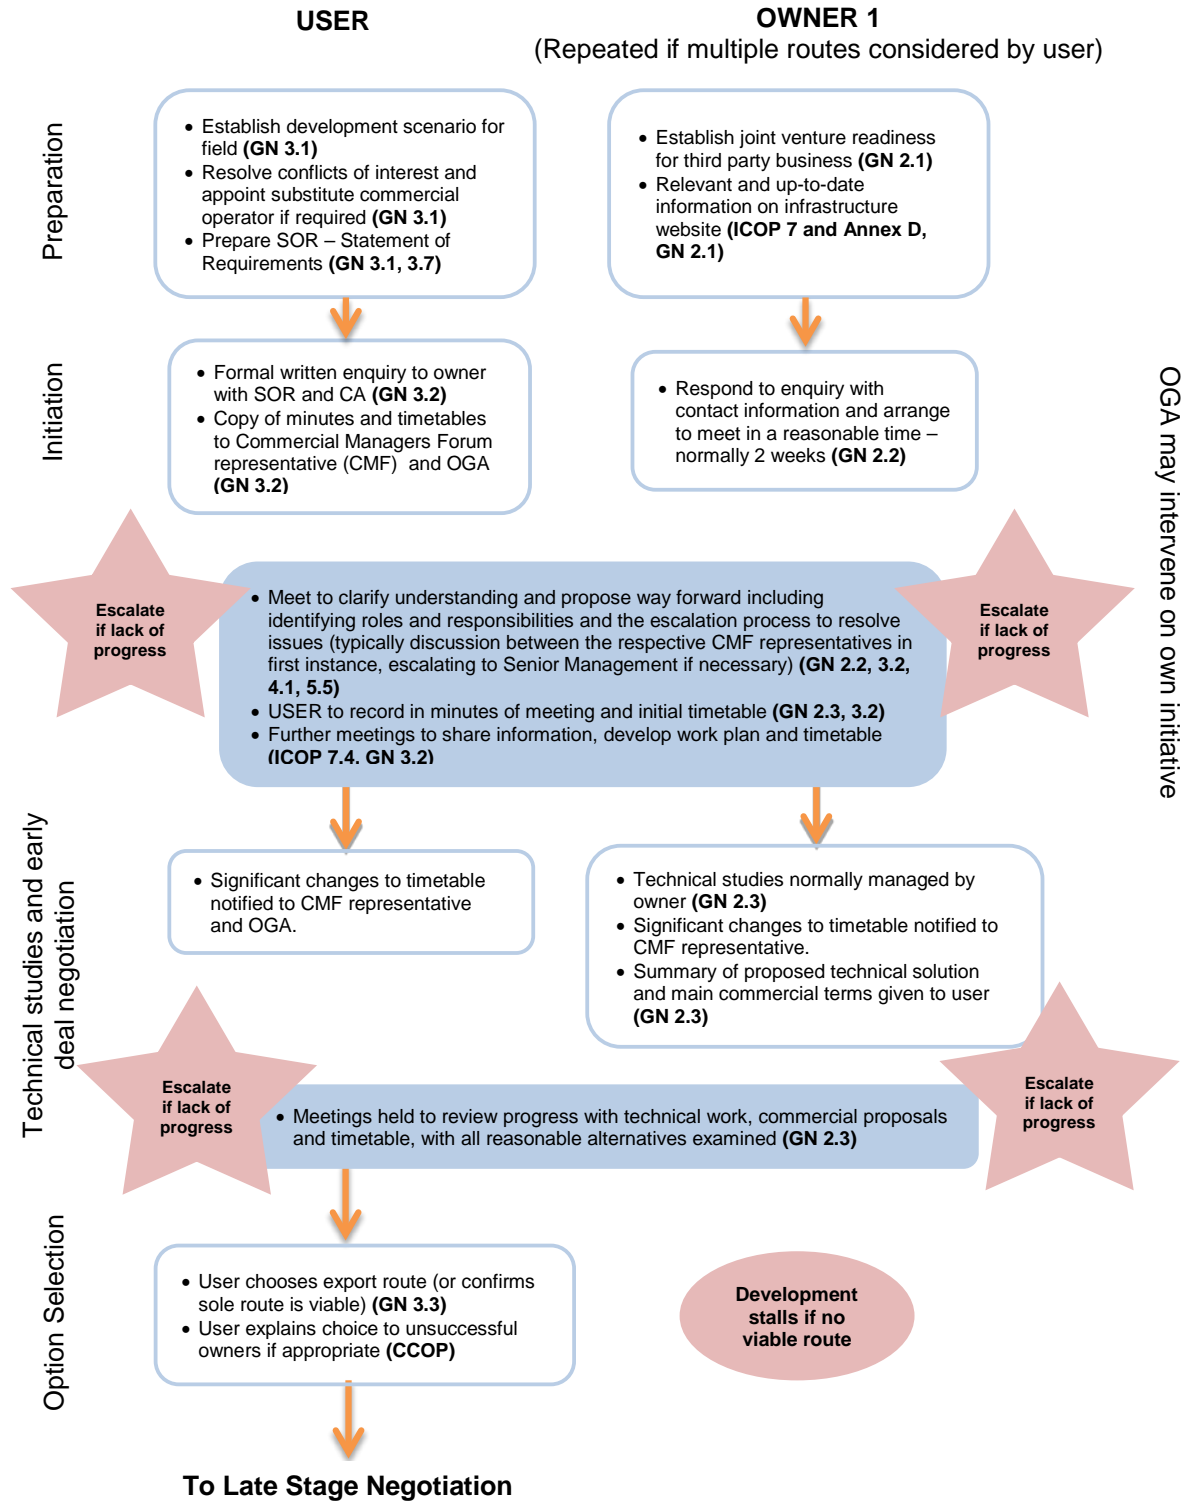 USER
OWNER 1
(Repeated if multiple routes considered by user)
Preparation
• Establish development scenario for
field (GN 3.1)
• Resolve conflicts of interest and
appoint substitute commercial
operator if required (GN 3.1)
• Prepare SOR – Statement of
Requirements (GN 3.1, 3.7)
• Establish joint venture readiness
for third party business (GN 2.1)
• Relevant and up-to-date
information on infrastructure
website (ICOP 7 and Annex D,
GN 2.1)
Initiation
• Formal written enquiry to owner
with SOR and CA (GN 3.2)
• Copy of minutes and timetables
to Commercial Managers Forum
representative (CMF) and OGA
(GN 3.2)
• Respond to enquiry with
contact information and arrange
to meet in a reasonable time –
normally 2 weeks (GN 2.2)
OGA may intervene on own initiative
Escalate
if lack of
progress
• Meet to clarify understanding and propose way forward including
identifying roles and responsibilities and the escalation process to resolve
issues (typically discussion between the respective CMF representatives in
first instance, escalating to Senior Management if necessary) (GN 2.2, 3.2,
4.1, 5.5)
• USER to record in minutes of meeting and initial timetable (GN 2.3, 3.2)
• Further meetings to share information, develop work plan and timetable
(ICOP 7.4, GN 3.2)
Escalate
if lack of
progress
Technical studies and early
deal negotiation
• Significant changes to timetable
notified to CMF representative
and OGA.
• Technical studies normally managed by
owner (GN 2.3)
• Significant changes to timetable notified to
CMF representative.
• Summary of proposed technical solution
and main commercial terms given to user
(GN 2.3)
Escalate
if lack of
progress
• Meetings held to review progress with technical work, commercial proposals
and timetable, with all reasonable alternatives examined (GN 2.3)
Escalate
if lack of
progress
Option Selection
• User chooses export route (or confirms
sole route is viable) (GN 3.3)
• User explains choice to unsuccessful
owners if appropriate (CCOP)
Development
stalls if no
viable route
To Late Stage Negotiation